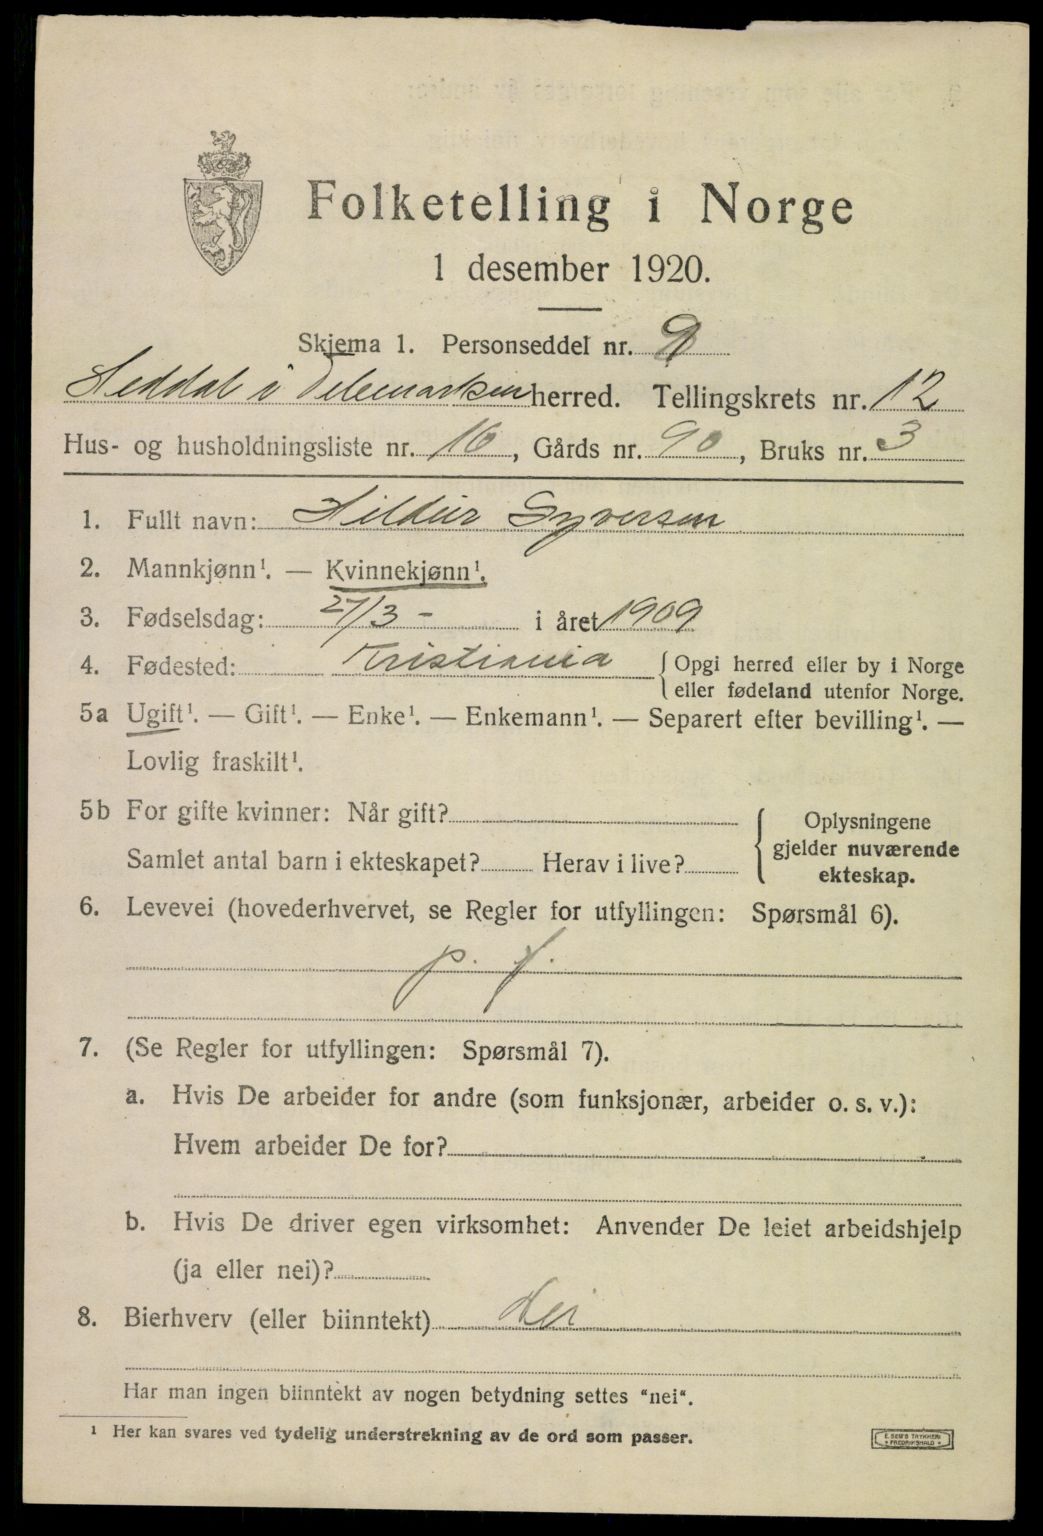 Folketelling i Norge
1 desember 1920.
Skjema 1. Personseddel nr. 9
Heddal i Telemarken herred. Tellingskrets nr. 12
Hus- og husholdningsliste nr. 16, Gårds nr. 90, Bruks nr. 3
1. Fullt navn: Hildur Syversen
2. Mannkjønn¹. — Kvinnekjønn¹.
3. Fødselsdag: 27/3 - i året 1909
4. Fødested: Kristiania { Opgi herred eller by i Norge
eller fødeland utenfor Norge.
5a Ugift¹. — Gift¹. — Enke¹. — Enkemann¹. — Separert efter bevilling¹. —
Lovlig fraskilt¹.
5b For gifte kvinner: Når gift?
Samlet antal barn i ekteskapet? Herav i live?
Oplysningene
gjelder nuværende
ekteskap.
6. Levevei (hovederhvervet, se Regler for utfyllingen: Spørsmål 6).
p. f.
7. (Se Regler for utfyllingen: Spørsmål 7).
a. Hvis De arbeider for andre (som funksjonær, arbeider o. s. v.):
Hvem arbeider De for?
b. Hvis De driver egen virksomhet: Anvender De leiet arbeidshjelp
(ja eller nei)?
8. Bierhverv (eller biinntekt) Nei
Har man ingen biinntekt av nogen betydning settes "nei".
¹ Her kan svares ved tydelig understrekning av de ord som passer.
E. SEM'S TRYKKERI
FREDRIKSHALD